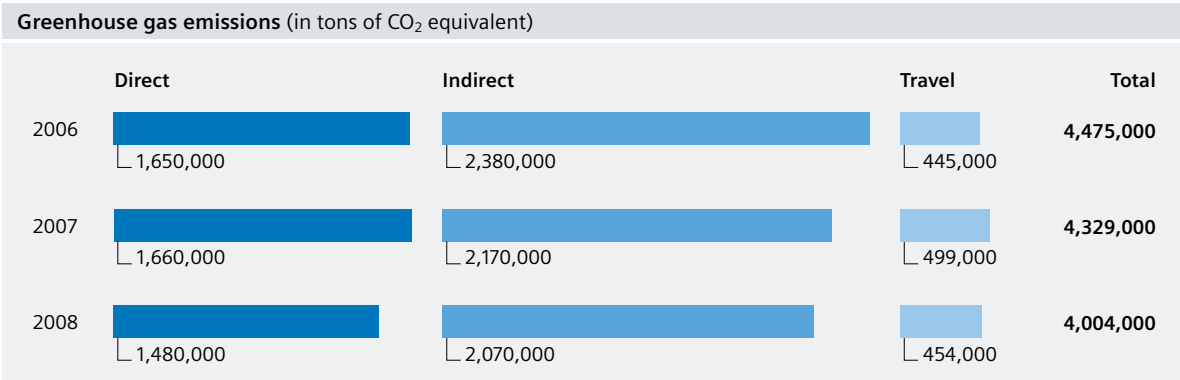 Greenhouse gas emissions (in tons of CO₂ equivalent)
Direct Indirect Travel Total
2006 4,475,000
1,650,000 2,380,000 445,000
2007 4,329,000
1,660,000 2,170,000 499,000
2008 4,004,000
1,480,000 2,070,000 454,000